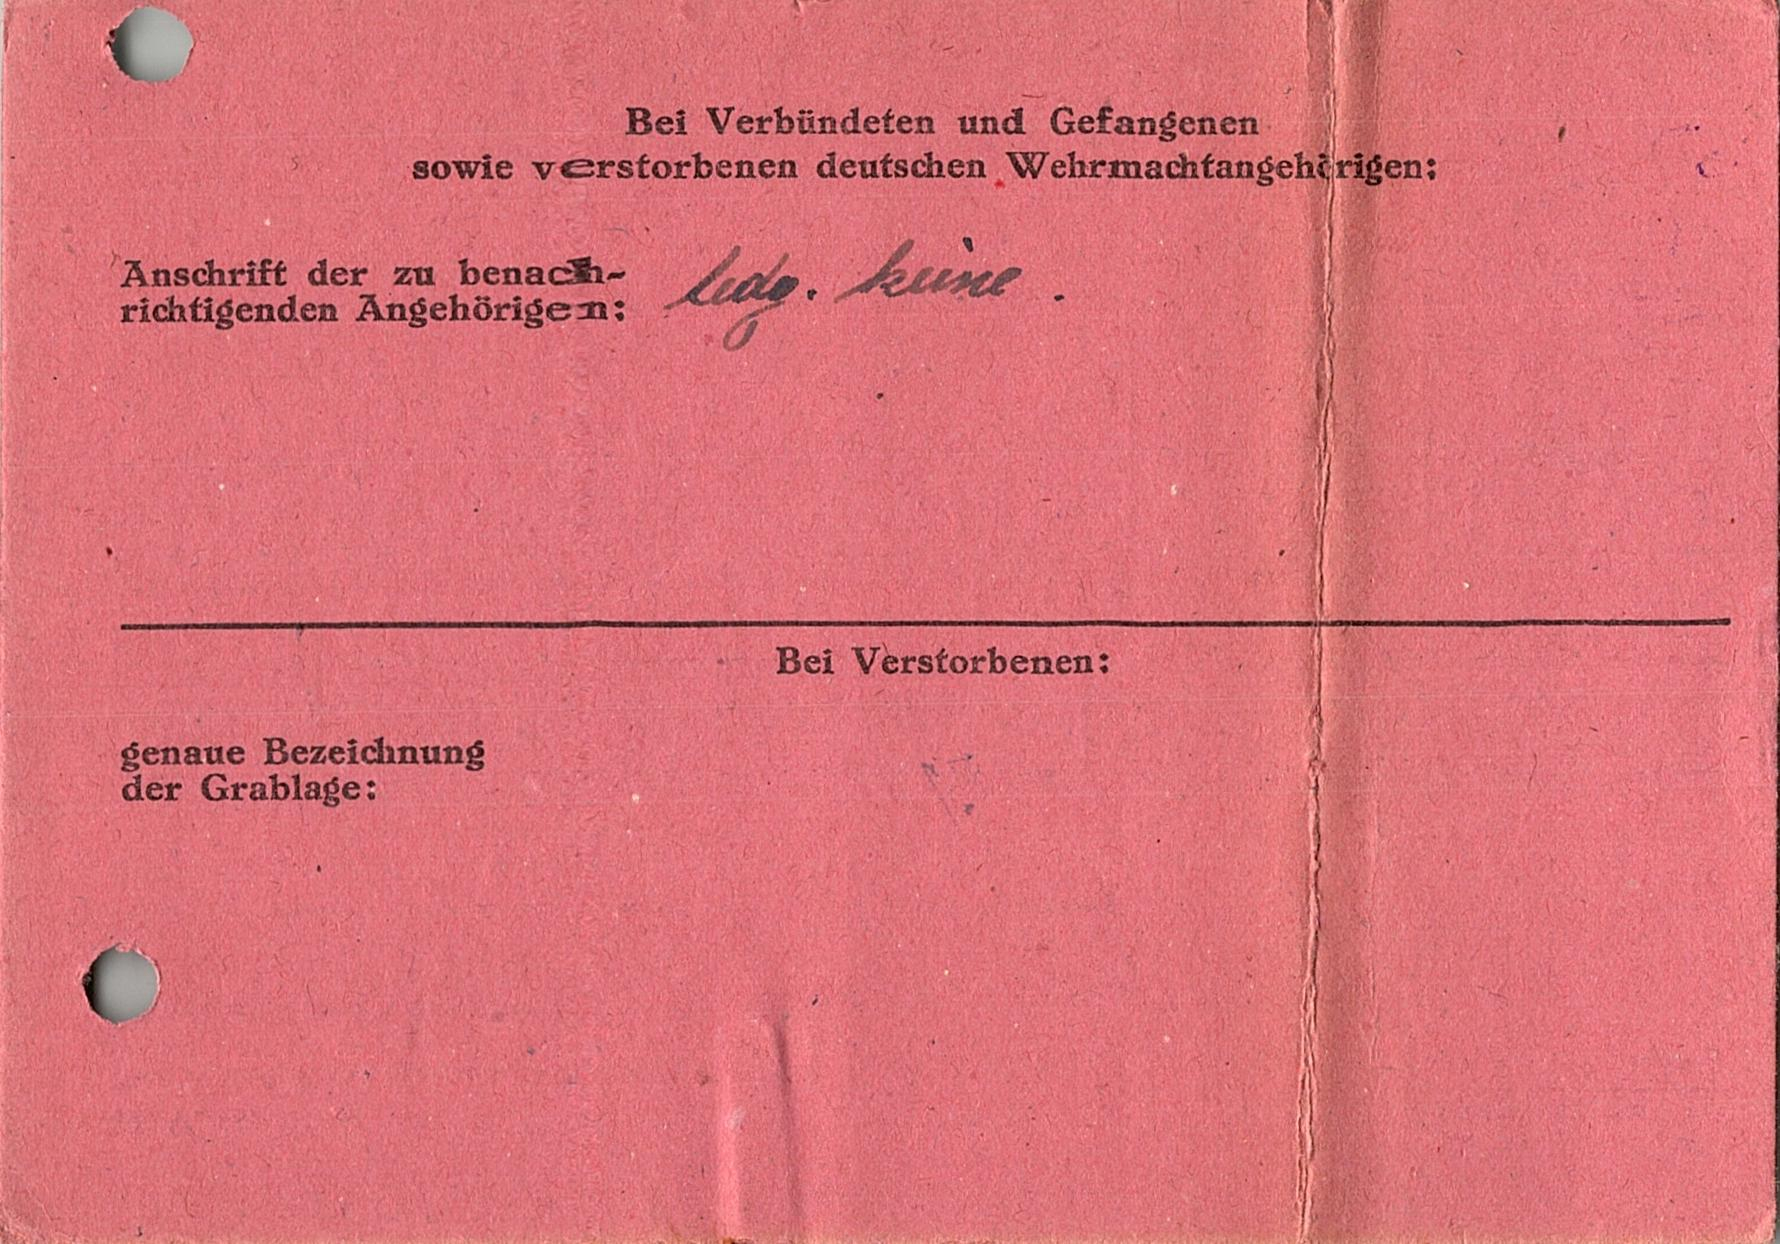 Bei Verbündeten und Gefangenen
sowie verstorbenen deutschen Wehrmachtangehörigen:
Anschrift der zu benach-
richtigenden Angehörigen: ledg. keine.
Bei Verstorbenen:
genaue Bezeichnung
der Grablage: